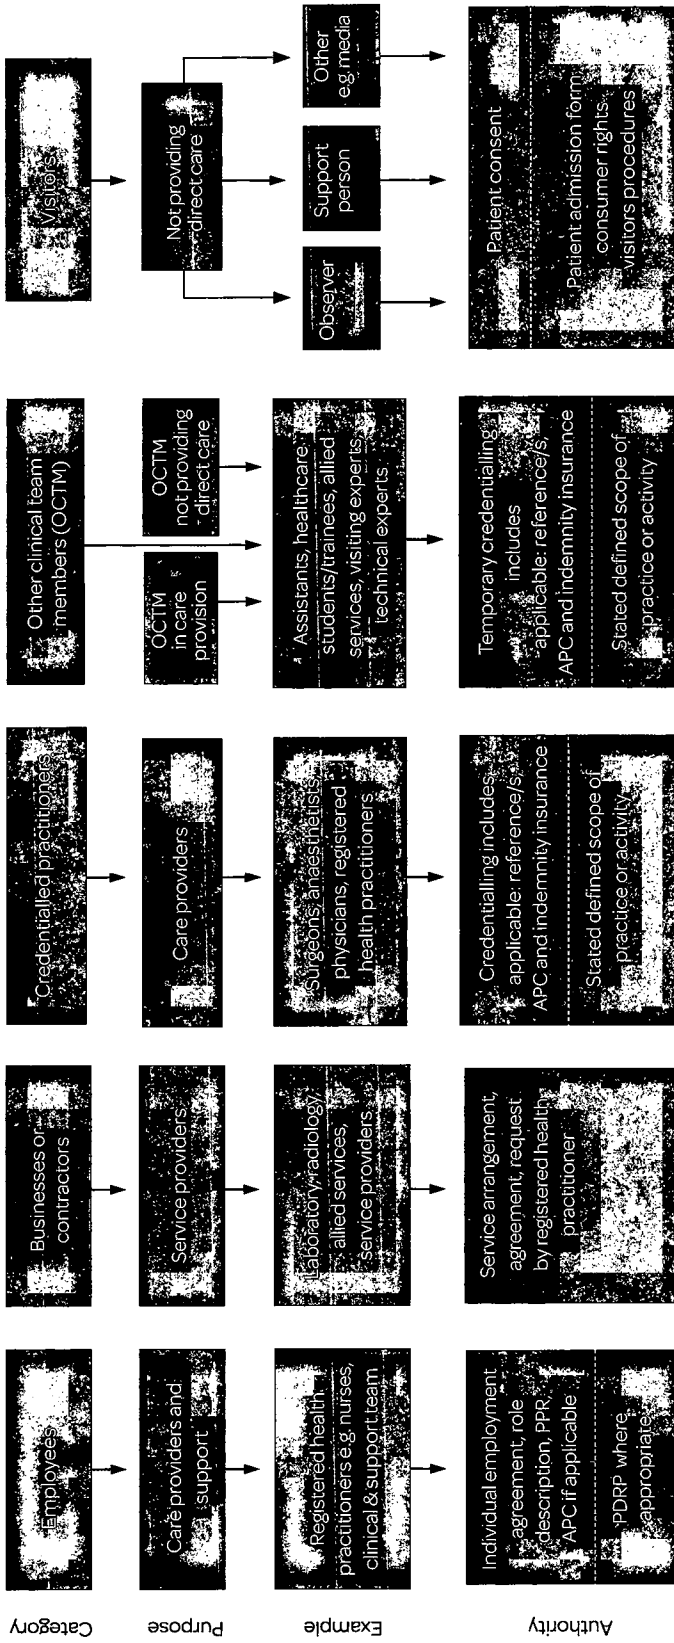 Category
Employees
Businesses or
contractors
Credentialled practitioners
Other clinical team
members (OCTM)
Visitors
Purpose
Care providers and
support
Service providers
Care providers
OCTM
in care
provision
OCTM
not providing
direct care
Not providing
direct care
Example
Registered health
practitioners e.g nurses,
clinical & support team
Laboratory, radiology,
allied services,
service providers
Surgeons, anaesthetists,
physicians, registered
health practitioners
Assistants, healthcare
students/trainees, allied
services, visiting experts,
technical experts
Observer
Support
person
Other
e.g media
Authority
Individual employment
agreement, role
description, PPR,
APC if applicable
PDRP where
appropriate
Service arrangement,
agreement, request
by registered health
practitioner
Credentialling includes
applicable: reference/s,
APC and indemnity insurance
Stated defined scope of
practice or activity
Temporary credentialling
includes
applicable: reference/s,
APC and indemnity insurance
Stated defined scope of
practice or activity
Patient consent
Patient admission form
consumer rights
visitors procedures